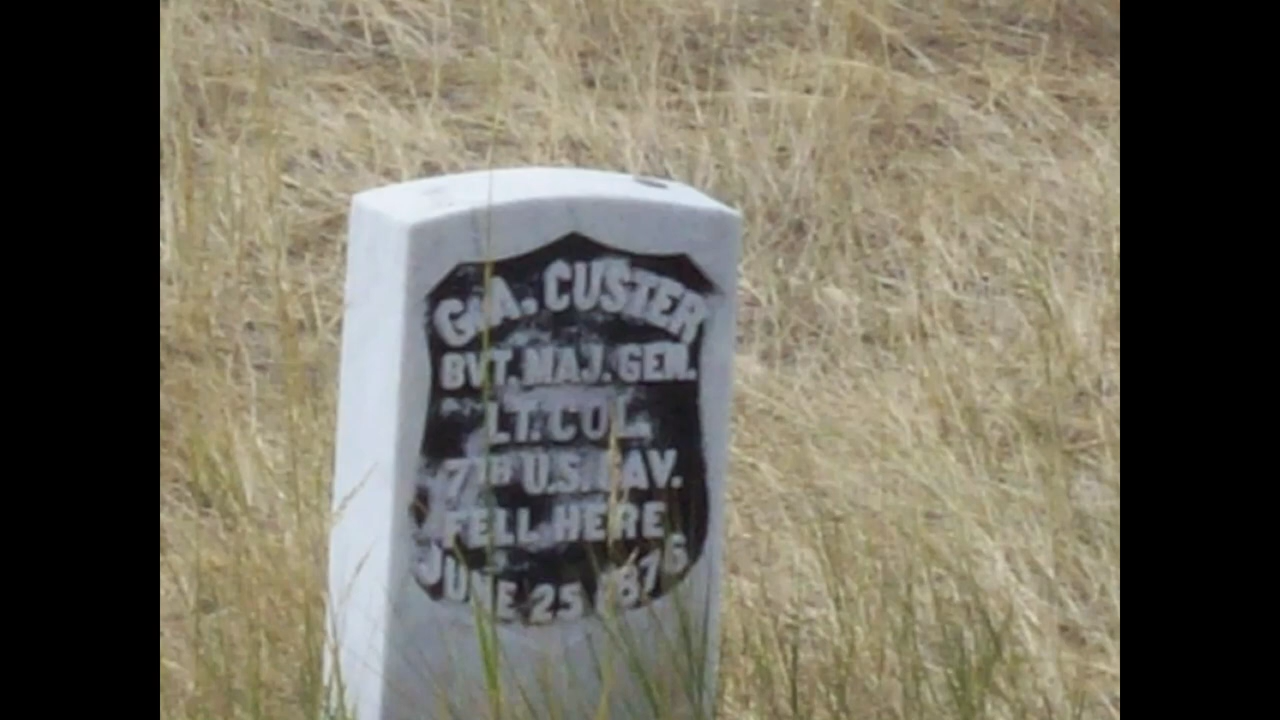 G. A. CUSTER
BVT. MAJ. GEN.
LT. COL.
7TH U.S. CAV.
FELL HERE
JUNE 25 1876